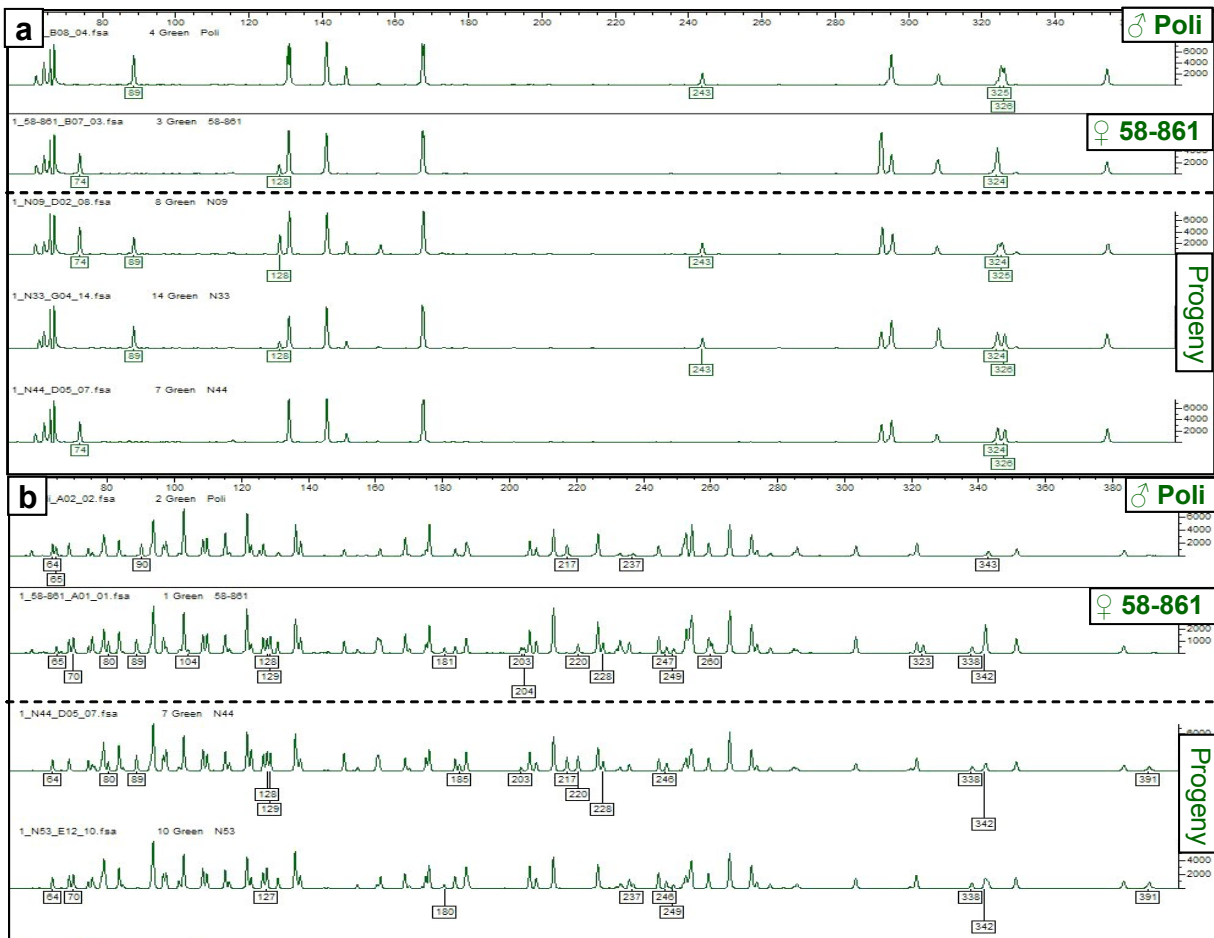 a
60 80 100 120 140 160 180 200 220 240 260 280 300 320 340
_B08_04.fsa 4 Green Poli
♂ Poli
6000
4000
2000
89 243 325
326
1_58-861_B07_03.fsa 3 Green 58-861
♀ 58-861
2000
74 128 324
1_N09_D02_08.fsa 8 Green N09
6000
4000
2000
74 89 243 324
128 325
1_N33_G04_14.fsa 14 Green N33
Progeny
89 128 324
243 326
1_N44_D05_07.fsa 7 Green N44
6000
4000
2000
74 324
326
b
80 100 120 140 160 180 200 220 240 260 280 300 320 340 360 380
i_A02_02.fsa 2 Green Poli
♂ Poli
6000
4000
2000
64 90 217 237 343
65
1_58-861_A01_01.fsa 1 Green 58-861
♀ 58-861
2000
65 80 89 104 128 181 203 220 247 260 323 338
70 129 204 228 249 342
1_N44_D05_07.fsa 7 Green N44
Progeny
64 80 89 185 203 217 246 338 391
128 220
129 228
342
1_N53_E12_10.fsa 10 Green N53
4000
2000
64 70 127 237 246 338 391
180 249
342